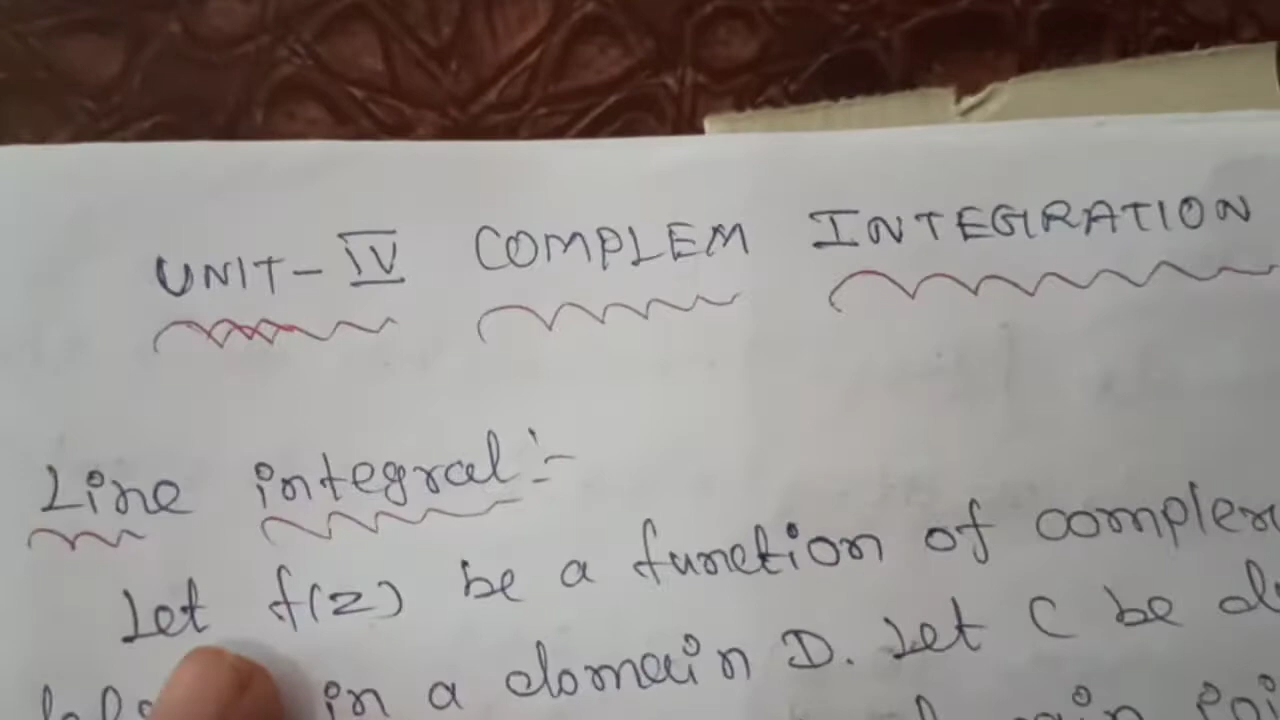 UNIT-IV COMPLEM INTEGRATION
Line integral:-
Let f(z) be a function of complex
in a domain D. Let C be